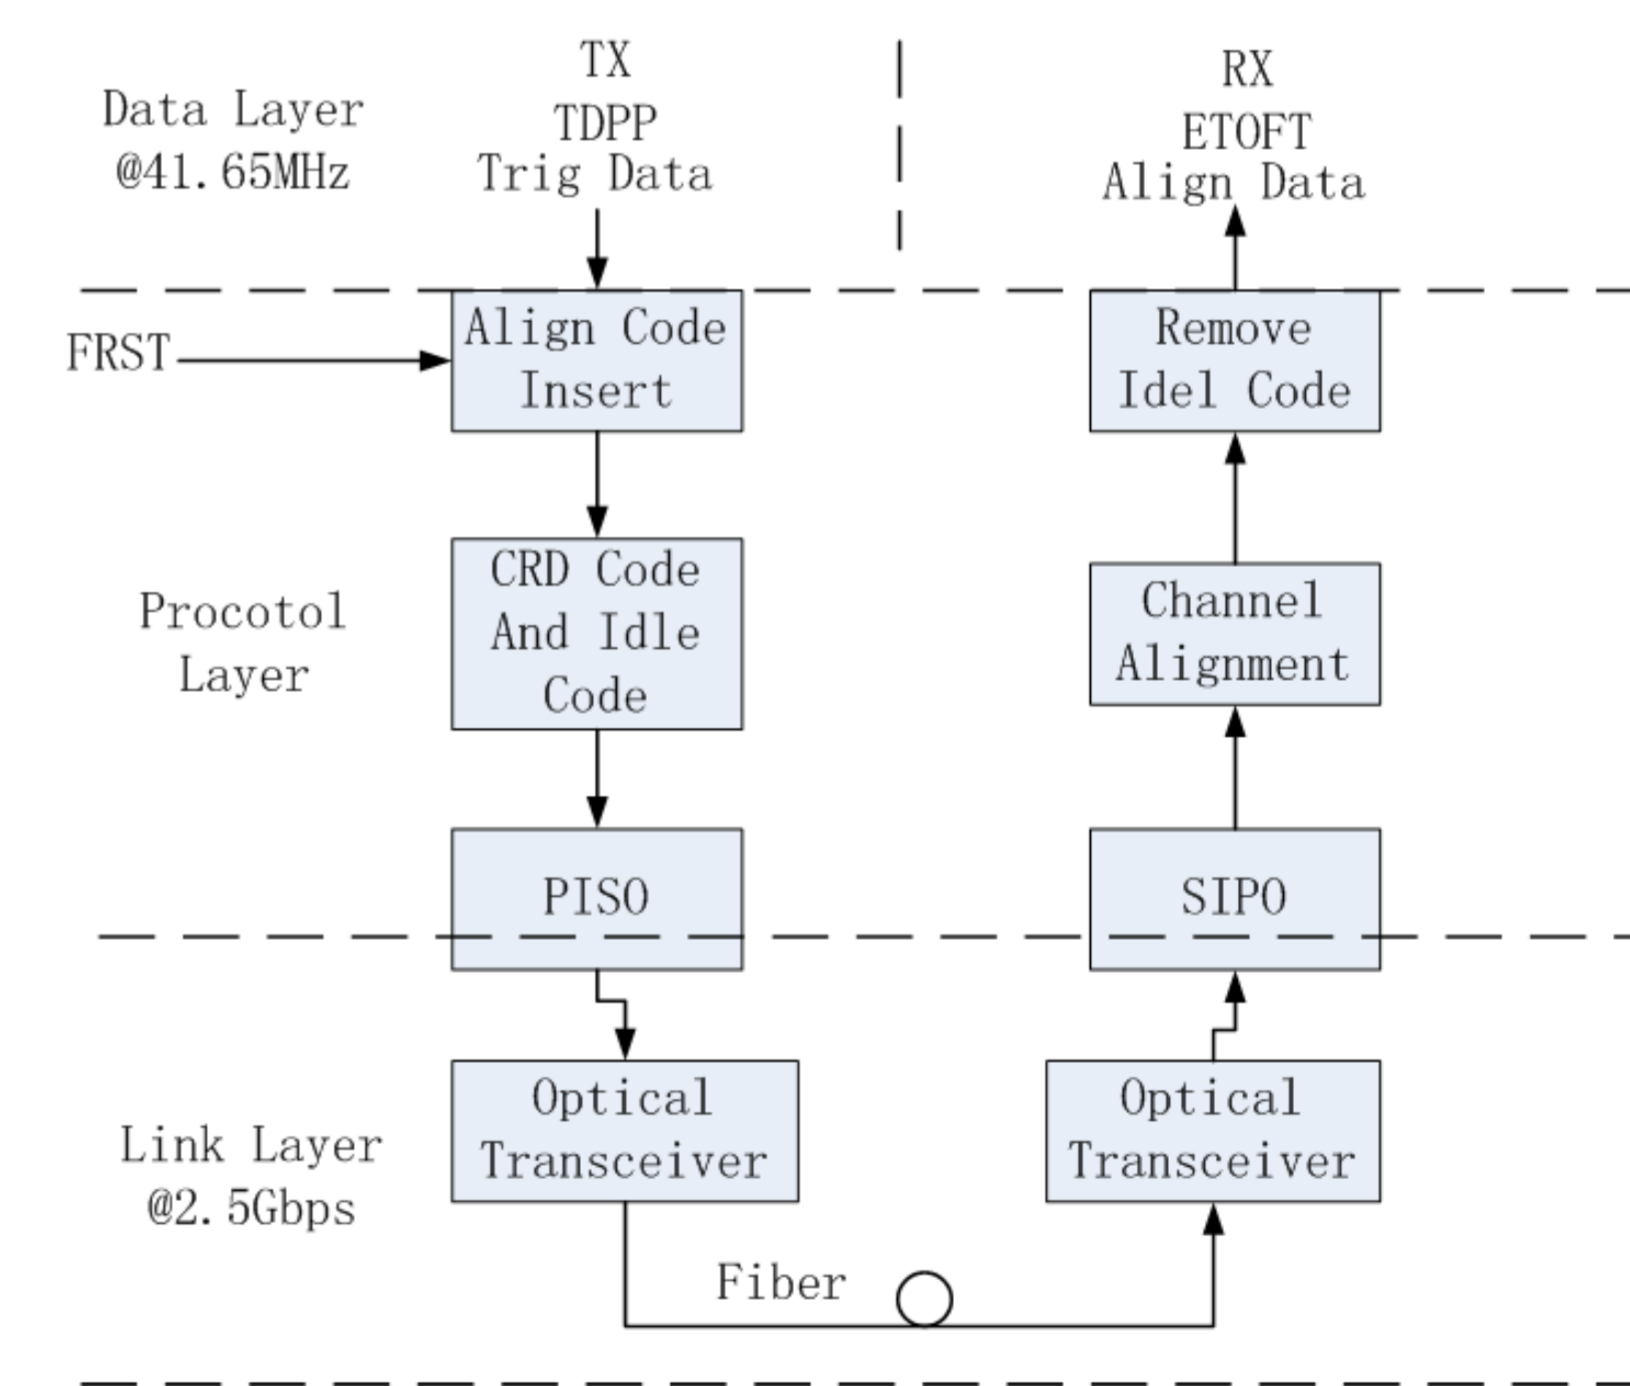 Data Layer
@41.65MHz
TX
TDPP
Trig Data
RX
ETOFT
Align Data
FRST
Align Code
Insert
Remove
Idel Code
Procotol
Layer
CRD Code
And Idle
Code
Channel
Alignment
PISO
SIPO
Link Layer
@2.5Gbps
Optical
Transceiver
Optical
Transceiver
Fiber